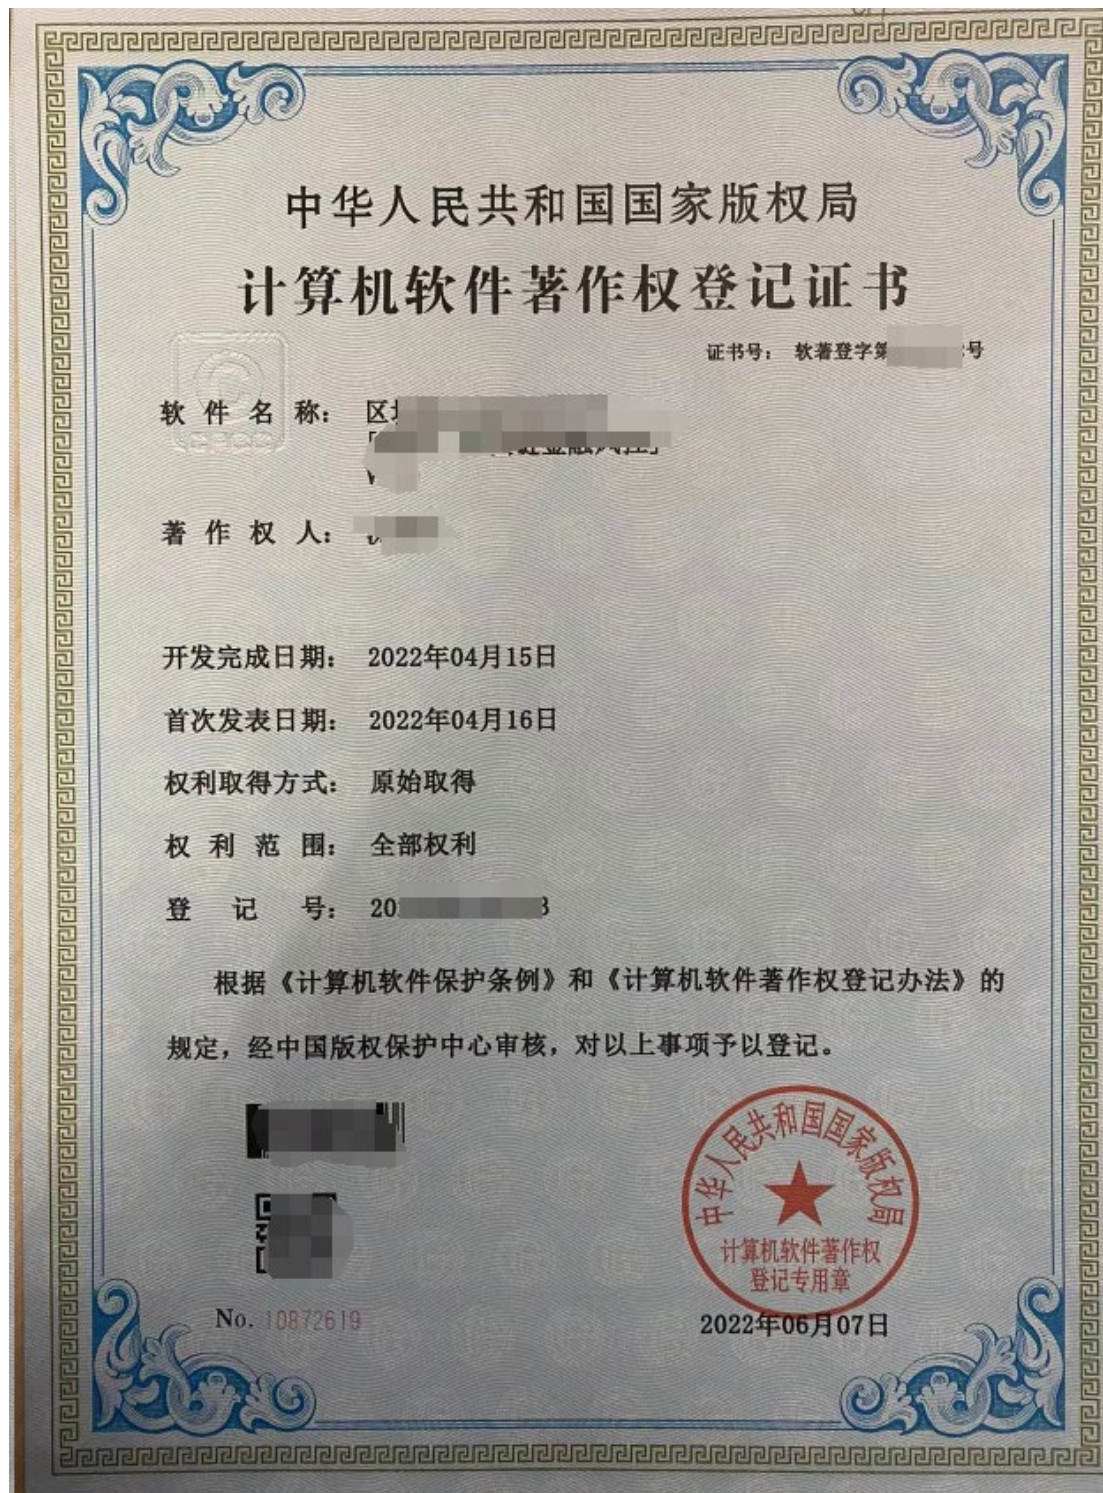 中华人民共和国国家版权局
计算机软件著作权登记证书
证书号： 软著登字第 号
软件名称： 区
著作权人：
开发完成日期： 2022年04月15日
首次发表日期： 2022年04月16日
权利取得方式： 原始取得
权利范围： 全部权利
登记号： 20 8
根据《计算机软件保护条例》和《计算机软件著作权登记办法》的
规定，经中国版权保护中心审核，对以上事项予以登记。
中华人民共和国国家版权局
计算机软件著作权
登记专用章
No. 10872619
2022年06月07日